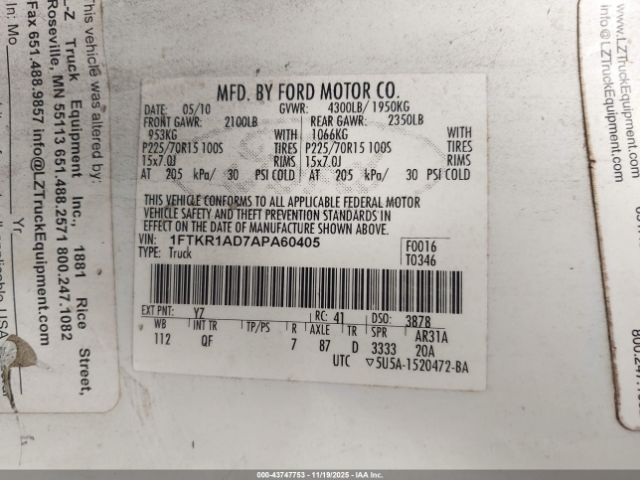 MFD. BY FORD MOTOR CO.
DATE: 05/10 GVWR: 4300LB/ 1950KG
FRONT GAWR: 2100LB REAR GAWR: 2350LB
953KG WITH 1066KG WITH
P225/70R15 100S TIRES P225/70R15 100S TIRES
15x7.0J RIMS 15x7.0J RIMS
AT 205 kPa/ 30 PSI COLD AT 205 kPa/ 30 PSI COLD
THIS VEHICLE CONFORMS TO ALL APPLICABLE FEDERAL MOTOR
VEHICLE SAFETY AND THEFT PREVENTION STANDARDS IN
EFFECT ON THE DATE OF MANUFACTURE SHOWN ABOVE.
VIN: 1FTKR1AD7APA60405 F0016
TYPE: Truck T0346
EXT PNT: YZ RC: 41 DSO: 3878
WB INT TR TP/PS R AXLE TR SPR AR31A
112 QF 7 87 D 3333 20A
UTC ▽5U5A-1520472-BA
This vehicle was altered by:
L-Z Truck Equipment Inc., 1881 Rice Street,
Roseville, MN 55113 651.488.2571 800.247.1082
Fax 651.488.9857 info@LZTruckEquipment.com
In: Mo Yr
www.LZTruckEquipment
info@LZTruckEquip
000-43747753 - 11/19/2025 - IAA Inc.